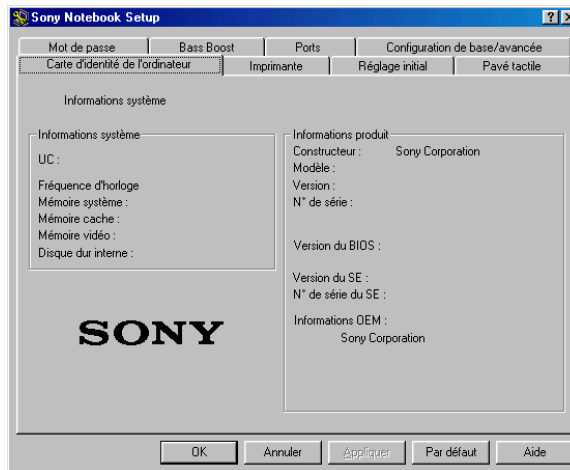 Sony Notebook Setup
Mot de passe
Bass Boost
Ports
Configuration de base/avancée
Carte d'identité de l'ordinateur
Imprimante
Réglage initial
Pavé tactile
Informations système
Informations système
UC :
Fréquence d'horloge
Mémoire système :
Mémoire cache :
Mémoire vidéo :
Disque dur interne :
SONY
Informations produit
Constructeur : Sony Corporation
Modèle :
Version :
N° de série :
Version du BIOS :
Version du SE :
N° de série du SE :
Informations OEM :
Sony Corporation
OK
Annuler
Appliquer
Par défaut
Aide